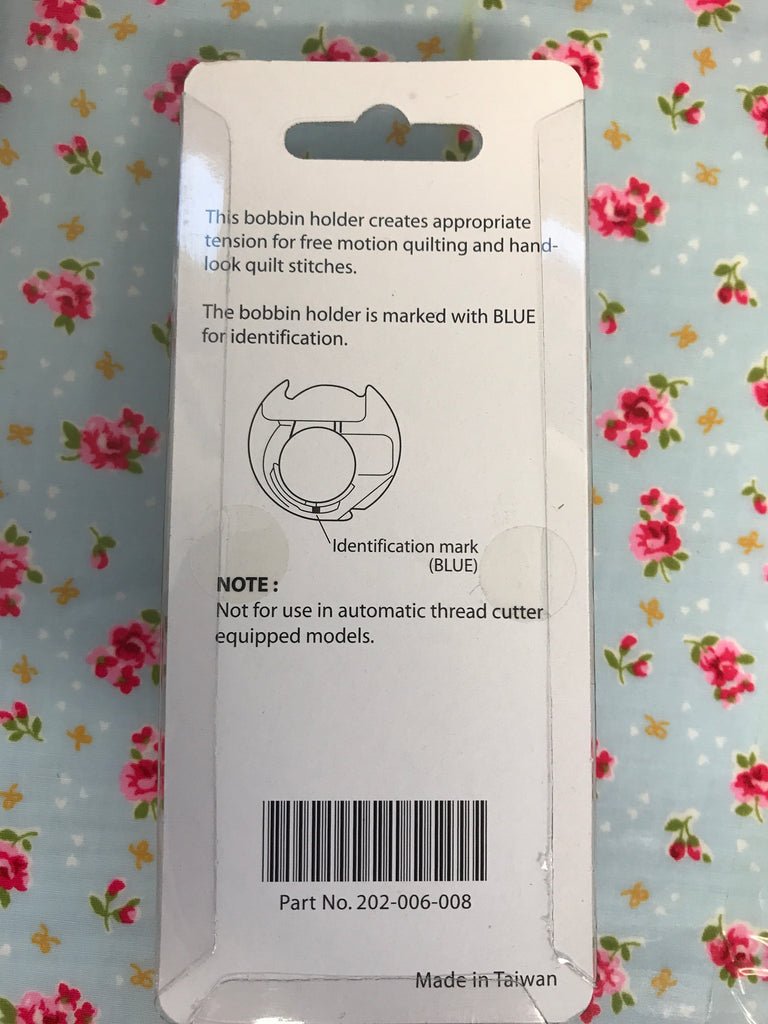 This bobbin holder creates appropriate
tension for free motion quilting and hand-
look quilt stitches.
The bobbin holder is marked with BLUE
for identification.
Identification mark
(BLUE)
NOTE :
Not for use in automatic thread cutter
equipped models.
Part No. 202-006-008
Made in Taiwan